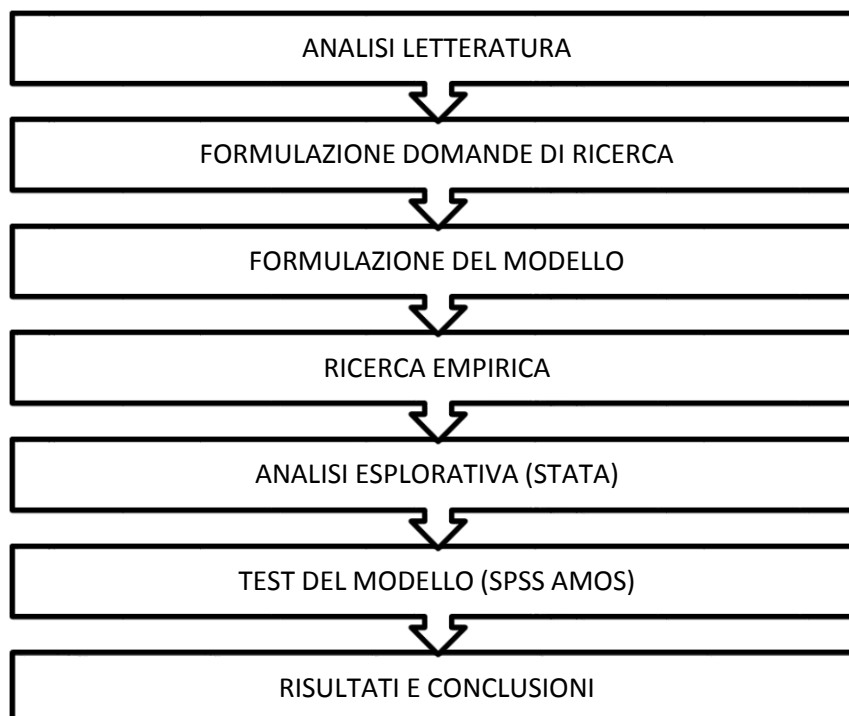 ANALISI LETTERATURA
FORMULAZIONE DOMANDE DI RICERCA
FORMULAZIONE DEL MODELLO
RICERCA EMPIRICA
ANALISI ESPLORATIVA (STATA)
TEST DEL MODELLO (SPSS AMOS)
RISULTATI E CONCLUSIONI